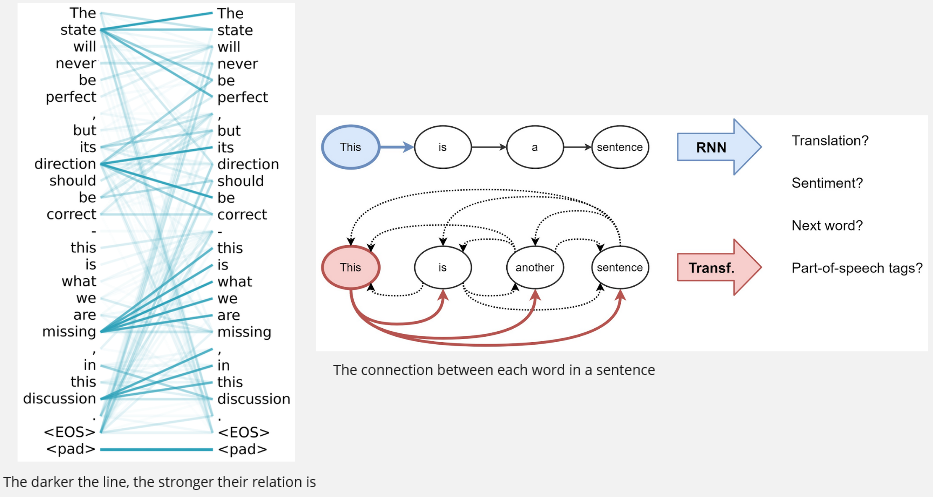 The The
state state
will will
never never
be be
perfect perfect
, ,
but but
its its
direction direction
should should
be be
correct correct
- -
this this
is is
what what
we we
are are
missing missing
, ,
in in
this this
discussion discussion
. .
<EOS> <EOS>
<pad> <pad>
The darker the line, the stronger their relation is
This is a sentence RNN
This is another sentence Transf.
Translation?
Sentiment?
Next word?
Part-of-speech tags?
The connection between each word in a sentence